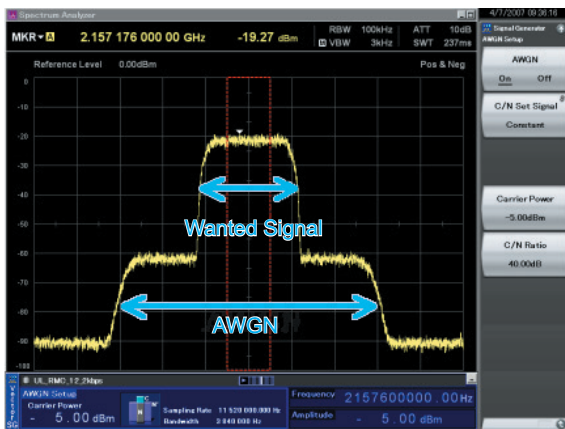 Spectrum Analyzer
4/7/2007 09:36:16
MKR 2.157 176 000 00 GHz -19.27 dBm
RBW 100kHz ATT 10dB
VBW 3kHz SWT 237ms
Reference Level 0.00dBm Pos & Neg
0
-10
-20
-30
-40
-50
-60
-70
-80
-90
-100
Wanted Signal
AWGN
Signal Generator
AWGN Setup
AWGN
On Off
C/N Set Signal
Constant
Carrier Power
-5.00dBm
C/N Ratio
40.00dB
UL_RMC_12_2kbps
Vector SG
AWGN Setup
Carrier Power
- 5.00 dBm
Sampling Rate 11 520 000.000 Hz
Bandwidth 3 840 000 Hz
Frequency 2157600000.00Hz
Amplitude - 5.00 dBm